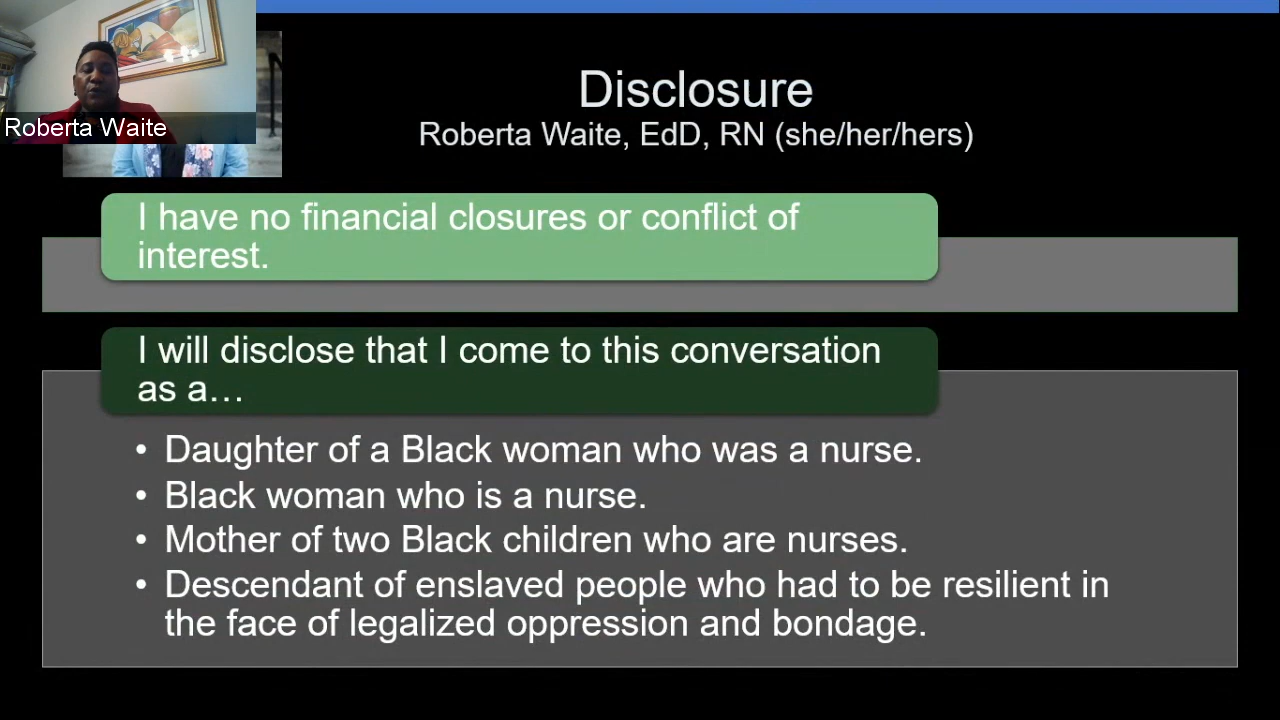 Roberta Waite
Disclosure
Roberta Waite, EdD, RN (she/her/hers)
I have no financial closures or conflict of
interest.
I will disclose that I come to this conversation
as a…
• Daughter of a Black woman who was a nurse.
• Black woman who is a nurse.
• Mother of two Black children who are nurses.
• Descendant of enslaved people who had to be resilient in
the face of legalized oppression and bondage.